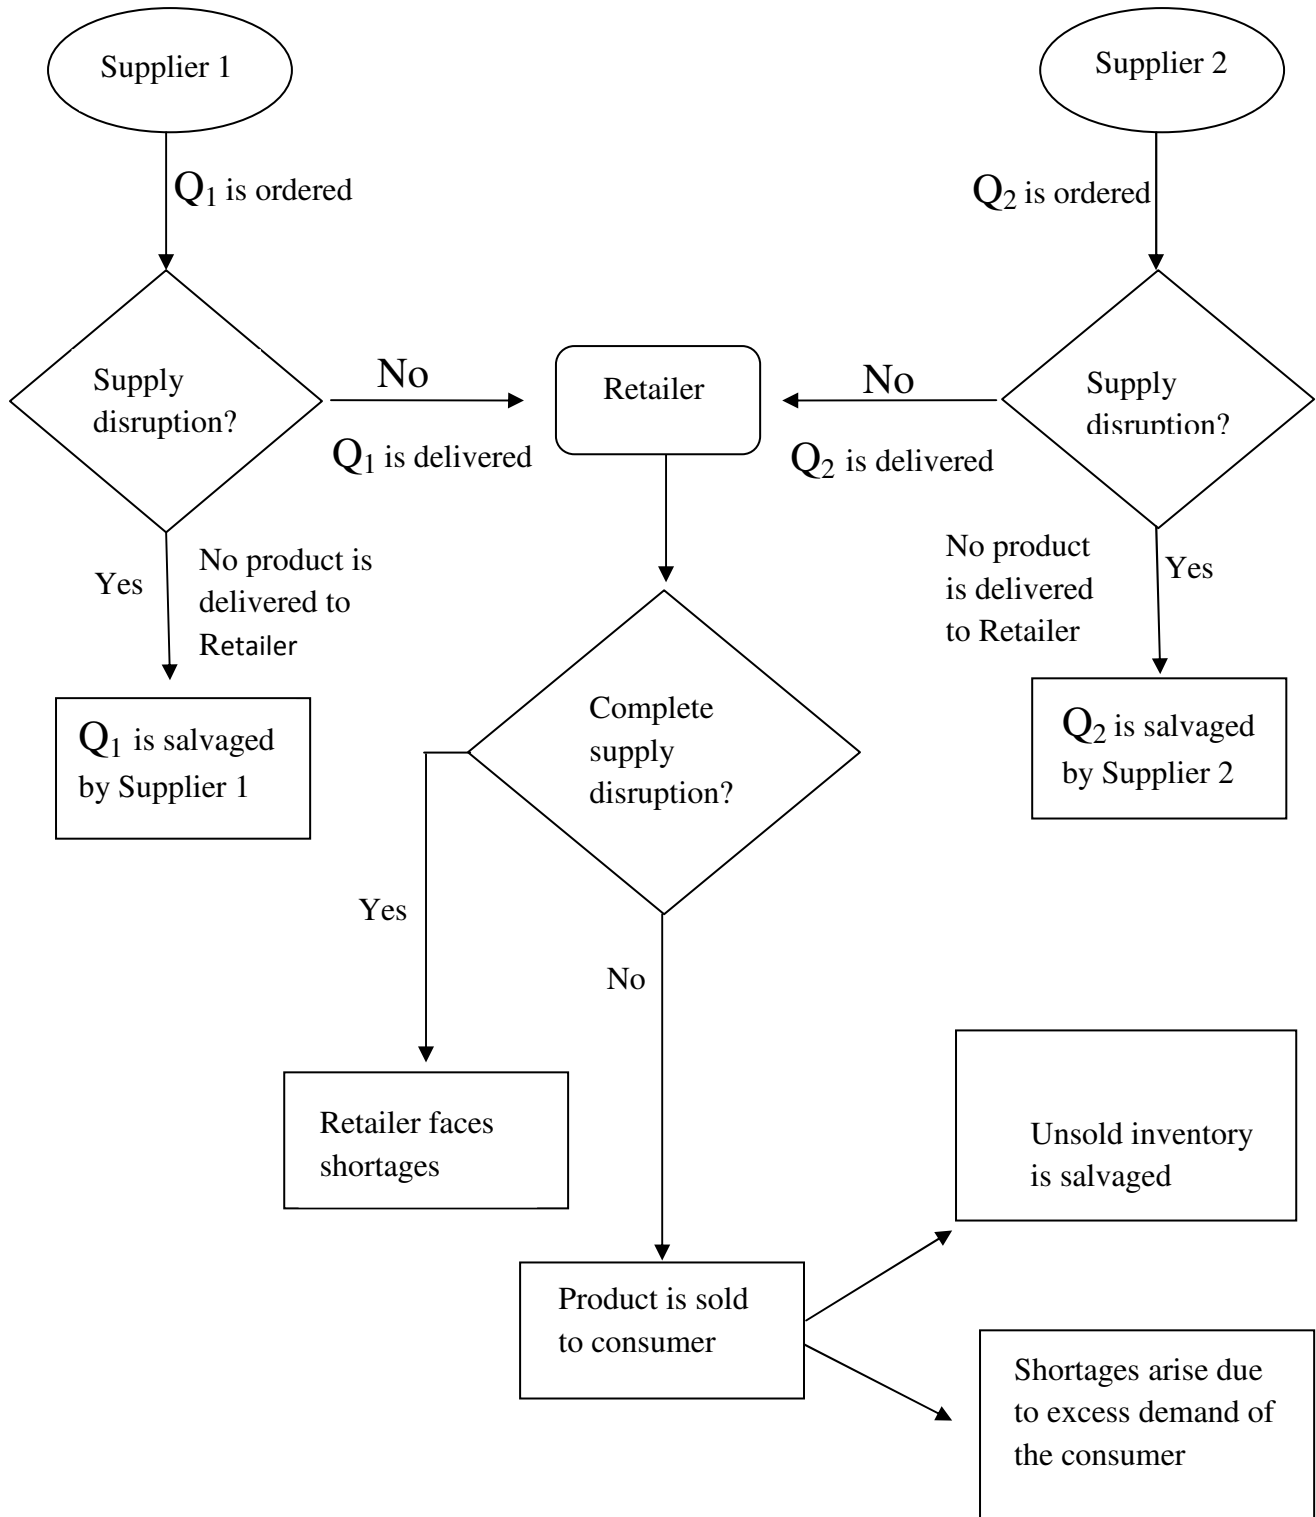 Supplier 1
Supplier 2
Q1 is ordered
Q2 is ordered
Supply
disruption?
No
Q1 is delivered
Retailer
No
Q2 is delivered
Supply
disruption?
Yes
No product is
delivered to
Retailer
No product
is delivered
to Retailer
Yes
Q1 is salvaged
by Supplier 1
Complete
supply
disruption?
Q2 is salvaged
by Supplier 2
Yes
No
Retailer faces
shortages
Unsold inventory
is salvaged
Product is sold
to consumer
Shortages arise due
to excess demand of
the consumer